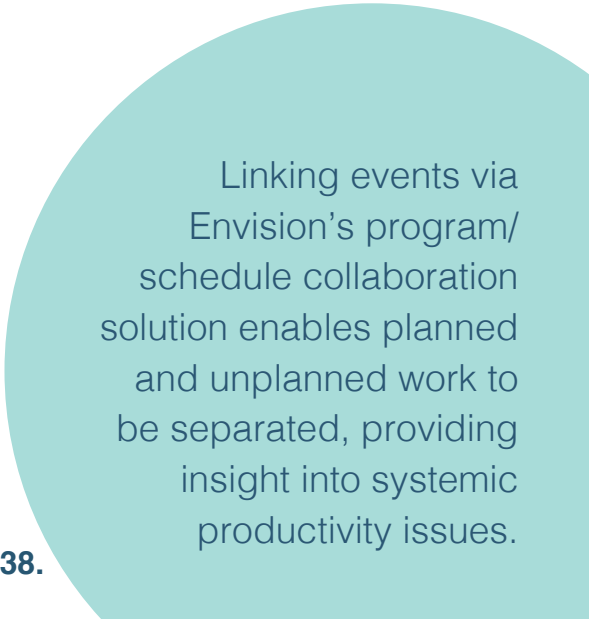 Linking events via
Envision’s program/
schedule collaboration
solution enables planned
and unplanned work to
be separated, providing
insight into systemic
productivity issues.
38.